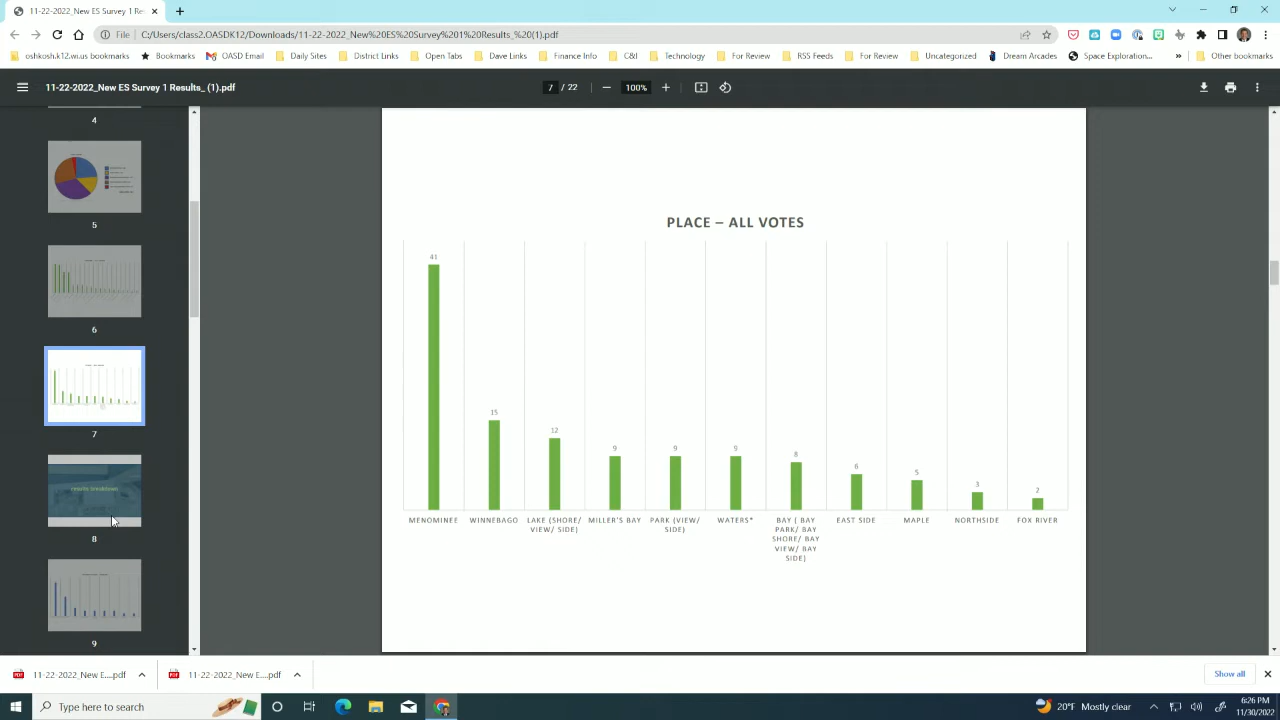 11-22-2022_New ES Survey 1 Re
File
C:/Users/class2.OASDK12/Downloads/11-22-2022_New%20ES%20Survey%201%20Results_%20(1).pdf
oshkosh.k12.wi.us bookmarks
Bookmarks
OASD Email
Daily Sites
District Links
Open Tabs
Dave Links
Finance Info
C&I
Technology
For Review
RSS Feeds
For Review
Uncategorized
Dream Arcades
Space Exploration...
»
Other bookmarks
11-22-2022_New ES Survey 1 Results_ (1).pdf
7 / 22
100%
4
5
6
7
results breakdown
8
9
PLACE – ALL VOTES
41
15
12
9
9
9
8
6
5
3
2
MENOMINEE
WINNEBAGO
LAKE (SHORE/
VIEW/ SIDE)
MILLER'S BAY
PARK (VIEW/
SIDE)
WATERS*
BAY ( BAY
PARK/ BAY
SHORE/ BAY
VIEW/ BAY
SIDE)
EAST SIDE
MAPLE
NORTHSIDE
FOX RIVER
11-22-2022_New E....pdf
11-22-2022_New E....pdf
Show all
Type here to search
20°F Mostly clear
6:26 PM
11/30/2022